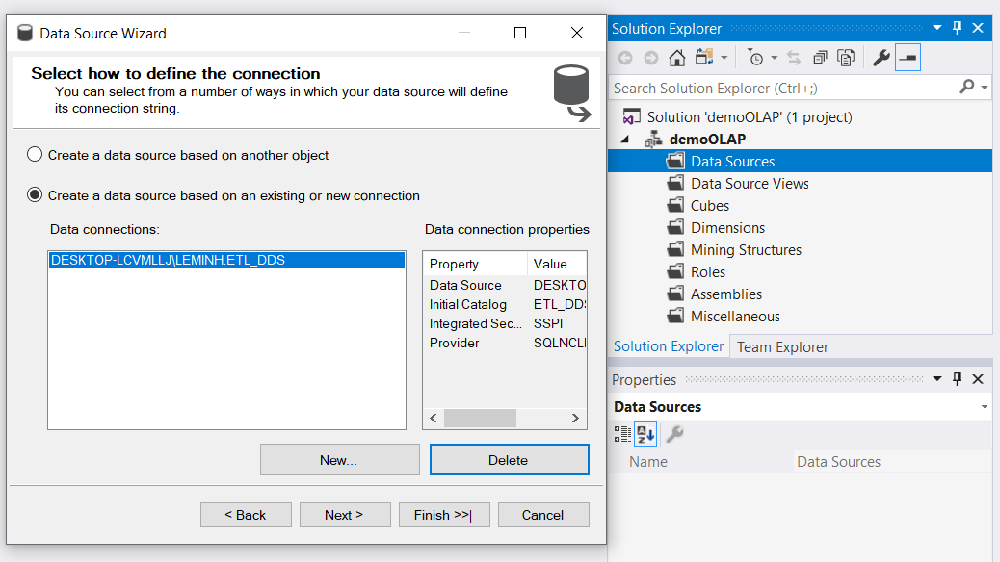 Data Source Wizard
Select how to define the connection
You can select from a number of ways in which your data source will define
its connection string.
Create a data source based on another object
Create a data source based on an existing or new connection
Data connections:
DESKTOP-LCVMLLJ\LEMINH.ETL_DDS
Data connection properties
Property Value
Data Source DESKTO
Initial Catalog ETL_DDS
Integrated Sec... SSPI
Provider SQLNCLI
New...
Delete
< Back
Next >
Finish >>|
Cancel
Solution Explorer
Search Solution Explorer (Ctrl+;)
Solution 'demoOLAP' (1 project)
demoOLAP
Data Sources
Data Source Views
Cubes
Dimensions
Mining Structures
Roles
Assemblies
Miscellaneous
Solution Explorer
Team Explorer
Properties
Data Sources
Name Data Sources